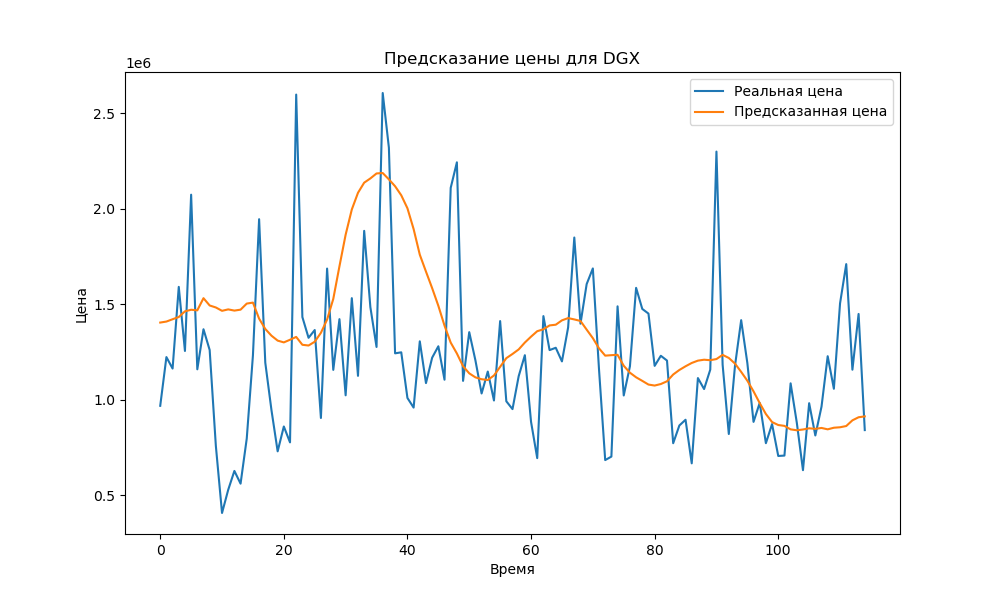 Предсказание цены для DGX
1e6
Реальная цена
Предсказанная цена
2.5
2.0
1.5
1.0
0.5
Цена
0 20 40 60 80 100
Время